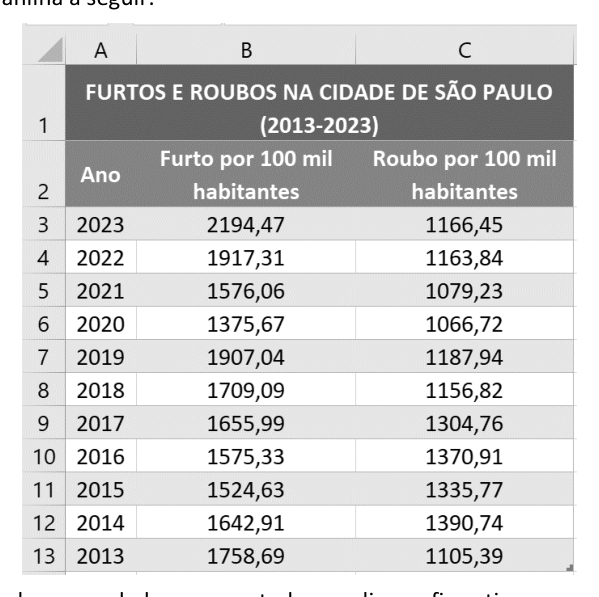 A B C
1 FURTOS E ROUBOS NA CIDADE DE SÃO PAULO
(2013-2023)
2 Ano Furto por 100 mil habitantes Roubo por 100 mil habitantes
3 2023 2194,47 1166,45
4 2022 1917,31 1163,84
5 2021 1576,06 1079,23
6 2020 1375,67 1066,72
7 2019 1907,04 1187,94
8 2018 1709,09 1156,82
9 2017 1655,99 1304,76
10 2016 1575,33 1370,91
11 2015 1524,63 1335,77
12 2014 1642,91 1390,74
13 2013 1758,69 1105,39